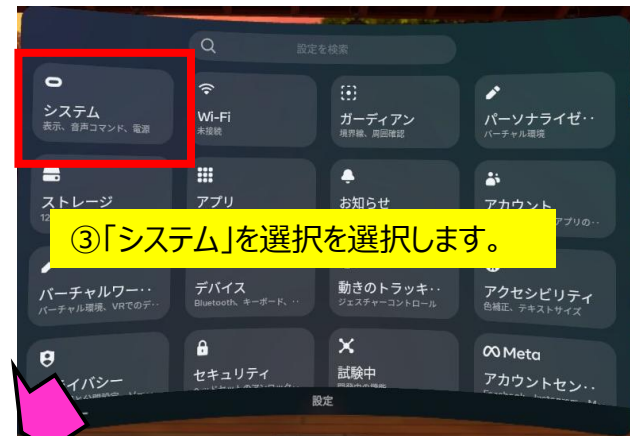 設定を検索
システム
表示、音声コマンド、電源
Wi-Fi
未接続
ガーディアン
境界線、周囲確認
パーソナライゼ··
バーチャル環境
ストレージ
アプリ
お知らせ
アカウント
③「システム」を選択を選択します。
アプリの··
バーチャルワー··
バーチャル環境、VRでのデ··
デバイス
Bluetooth、キーボード、··
動きのトラッキ··
ジェスチャーコントロール
アクセシビリティ
色補正、テキストサイズ
イバシー
セキュリティ
試験中
Meta
アカウントセン··
設定